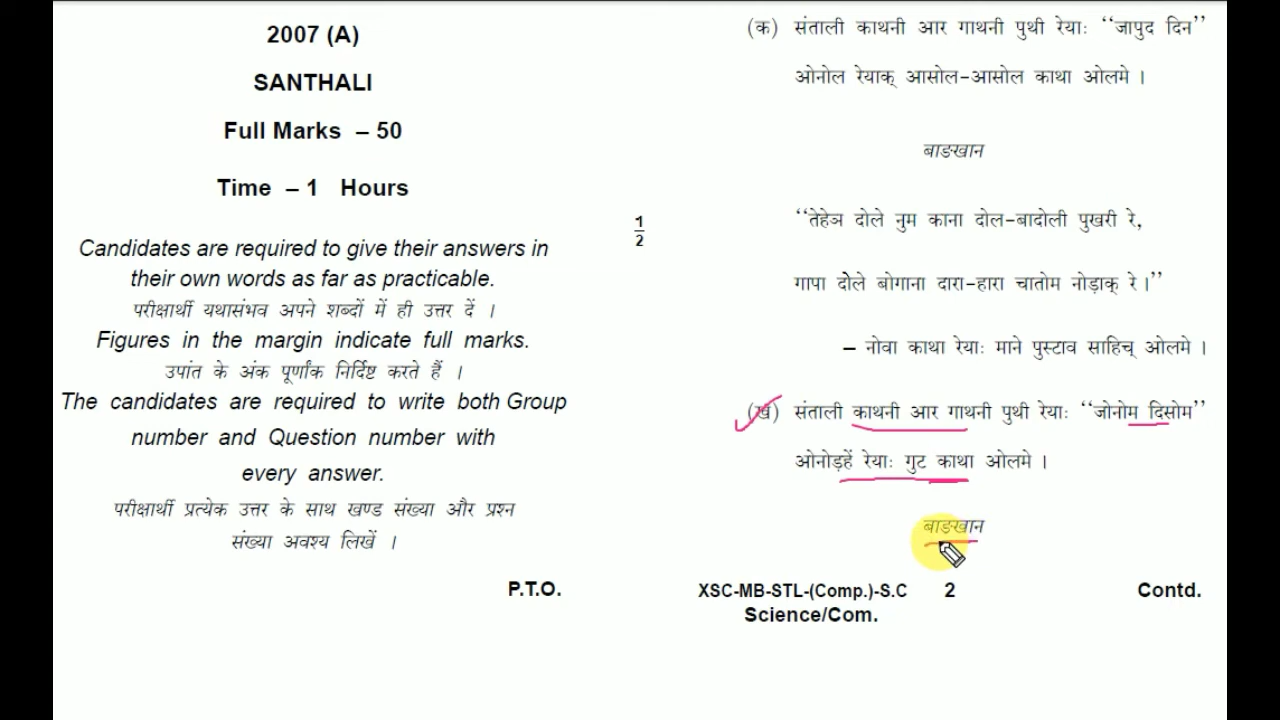 2007 (A)
SANTHALI
Full Marks – 50
Time – 1 Hours
Candidates are required to give their answers in
their own words as far as practicable.
परीक्षार्थी यथासंभव अपने शब्दों में ही उत्तर दें ।
Figures in the margin indicate full marks.
उपांत के अंक पूर्णांक निर्दिष्ट करते हैं ।
The candidates are required to write both Group
number and Question number with
every answer.
परीक्षार्थी प्रत्येक उत्तर के साथ खण्ड संख्या और प्रश्न
संख्या अवश्य लिखें ।
P.T.O.
1
2
(क) संताली काथनी आर गाथनी पुथी रेयाः ‘‘जापुद दिन’’
ओनोल रेयाक् आसोल-आसोल काथा ओलमे ।
बाङखान
‘‘तेहेञ दोले नुम काना दोल-बादोली पुखरी रे,
गापा दोले बोगाना दारा-हारा चातोम नोड़ाक् रे ।’’
– नोवा काथा रेयाः माने पुस्टाव साहिच् ओलमे ।
(ख) संताली काथनी आर गाथनी पुथी रेयाः ‘‘जोनोम दिसोम’’
ओनोड़हें रेयाः गुट काथा ओलमे ।
बाङखान
XSC-MB-STL-(Comp.)-S.C 2 Contd.
Science/Com.